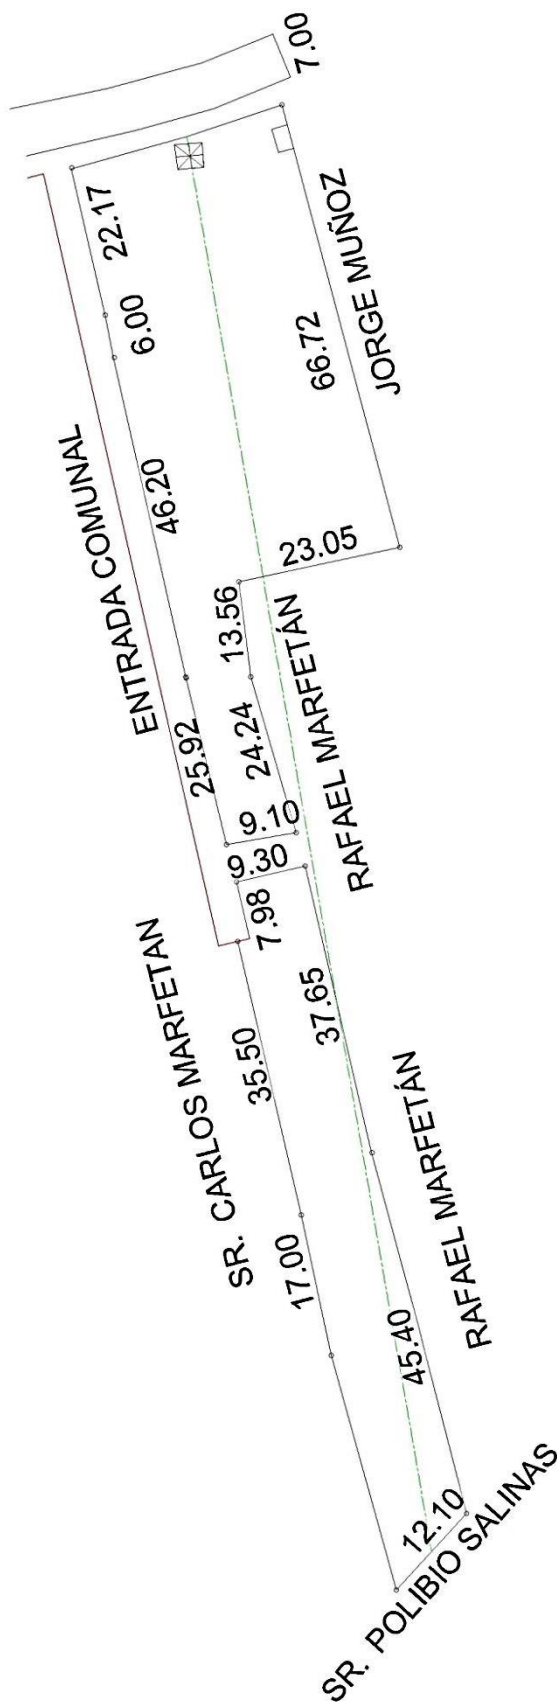 7.00
22.17
6.00
JORGE MUÑOZ
66.72
46.20
ENTRADA COMUNAL
23.05
13.56
RAFAEL MARFETÁN
24.24
25.92
9.10
9.30
7.98
SR. CARLOS MARFETAN
37.65
35.50
RAFAEL MARFETÁN
17.00
45.40
12.10
SR. POLIBIO SALINAS